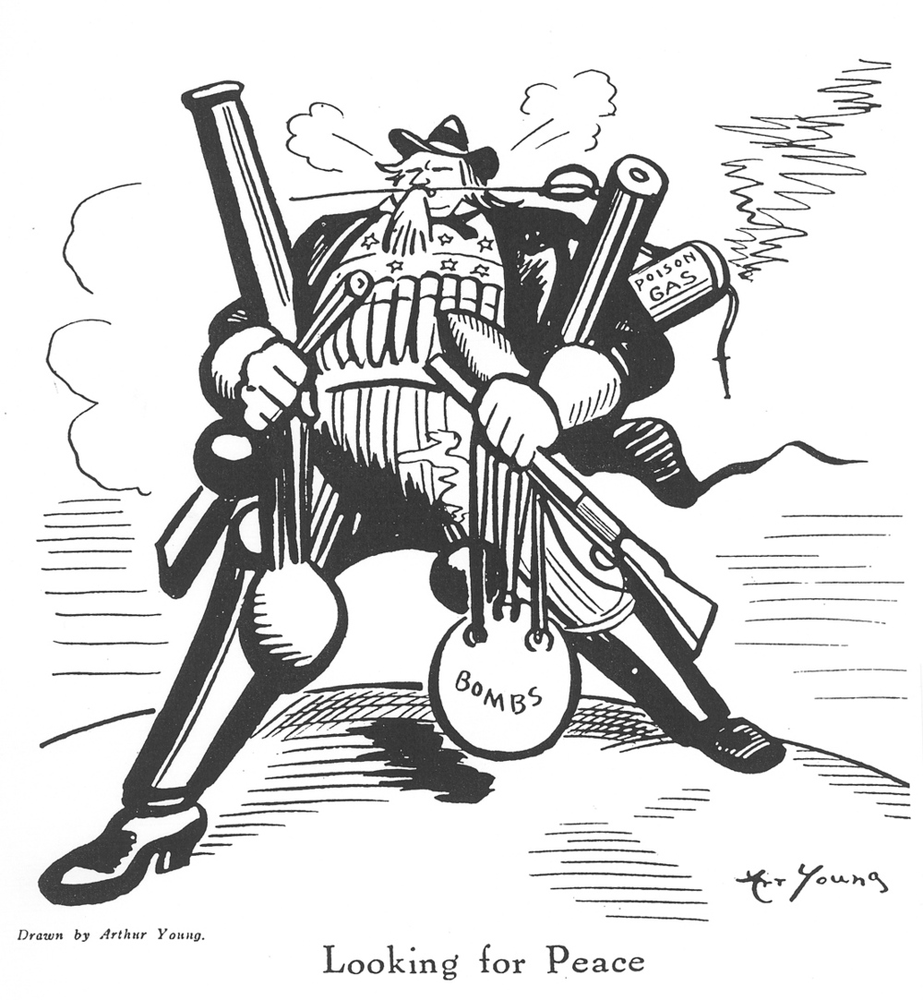 POISON
GAS
BOMBS
Art Young
Drawn by Arthur Young.
Looking for Peace